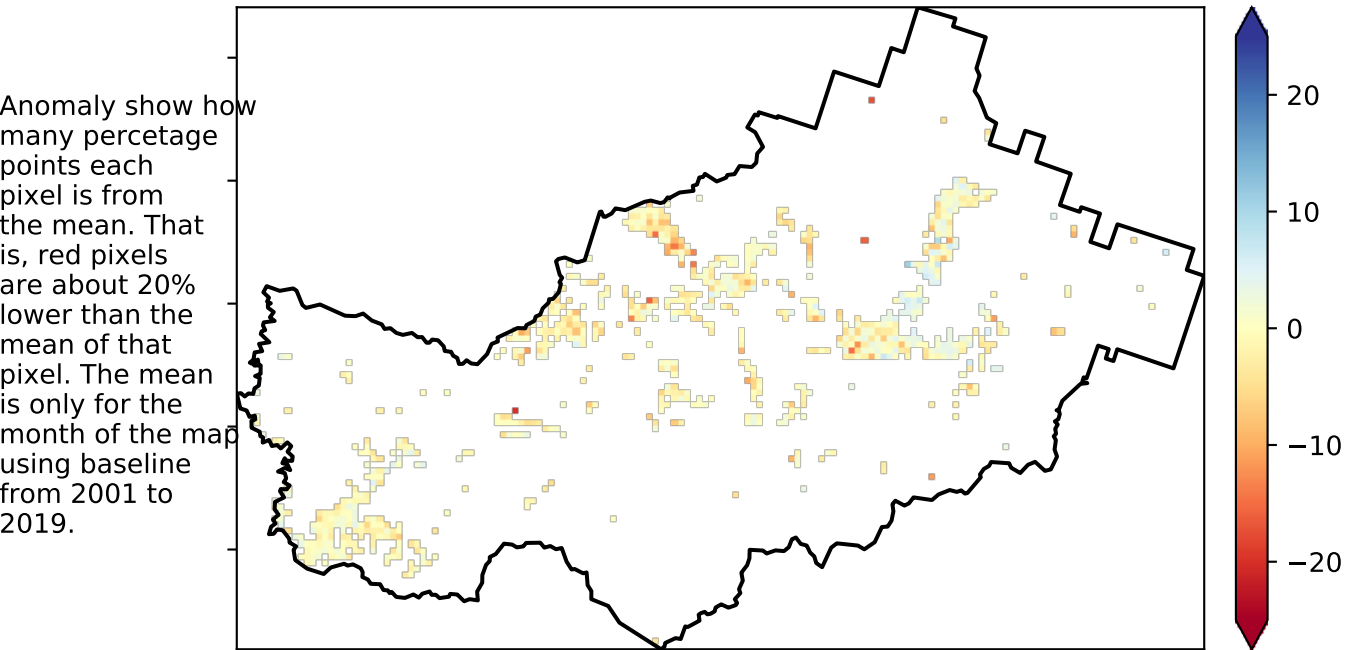 Anomaly show how
many percetage
points each
pixel is from
the mean. That
is, red pixels
are about 20%
lower than the
mean of that
pixel. The mean
is only for the
month of the map
using baseline
from 2001 to
2019.
20
10
0
−10
−20